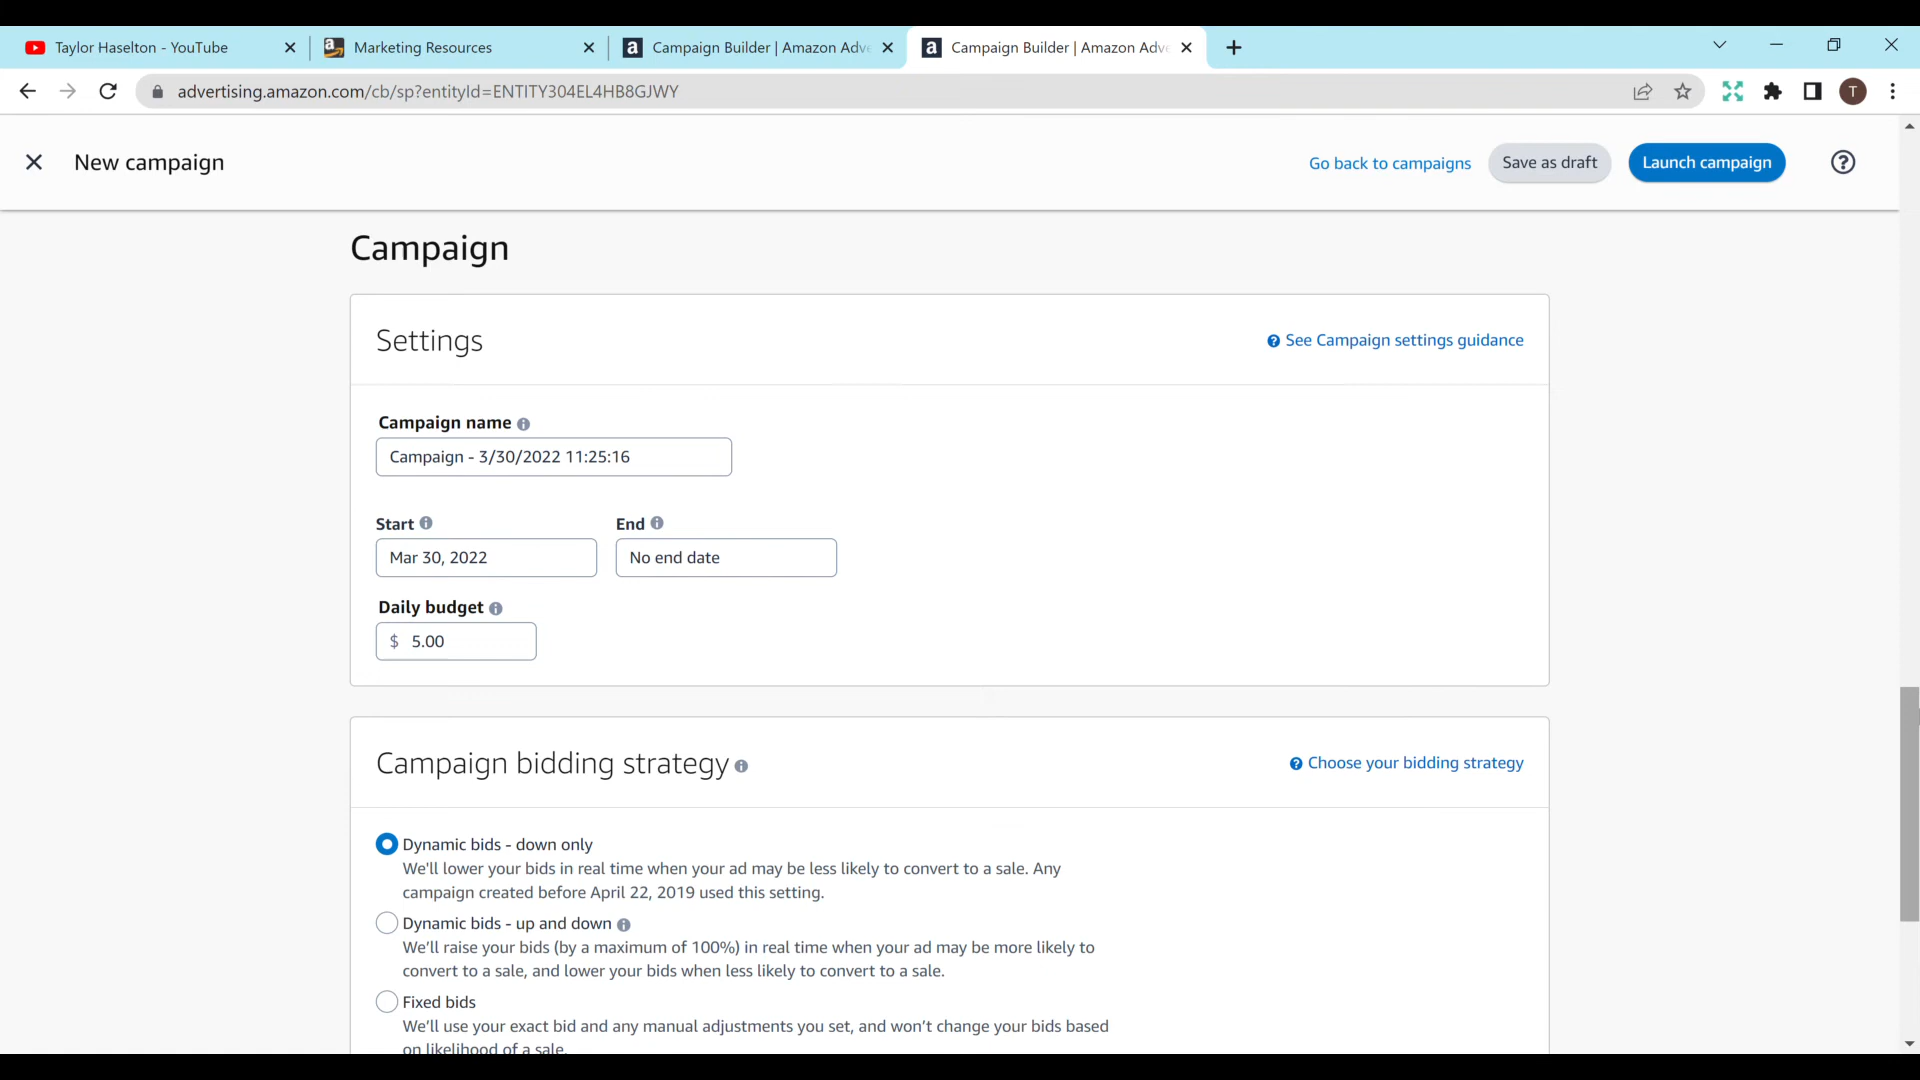 Taylor Haselton - YouTube
Marketing Resources
Campaign Builder | Amazon Adve
Campaign Builder | Amazon Adve
advertising.amazon.com/cb/sp?entityId=ENTITY304EL4HB8GJWY
T
New campaign
Go back to campaigns
Save as draft
Launch campaign
Campaign
Settings
See Campaign settings guidance
Campaign name
Campaign - 3/30/2022 11:25:16
Start
End
Mar 30, 2022
No end date
Daily budget
$ 5.00
Campaign bidding strategy
Choose your bidding strategy
Dynamic bids - down only
We'll lower your bids in real time when your ad may be less likely to convert to a sale. Any
campaign created before April 22, 2019 used this setting.
Dynamic bids - up and down
We'll raise your bids (by a maximum of 100%) in real time when your ad may be more likely to
convert to a sale, and lower your bids when less likely to convert to a sale.
Fixed bids
We'll use your exact bid and any manual adjustments you set, and won't change your bids based
on likelihood of a sale.